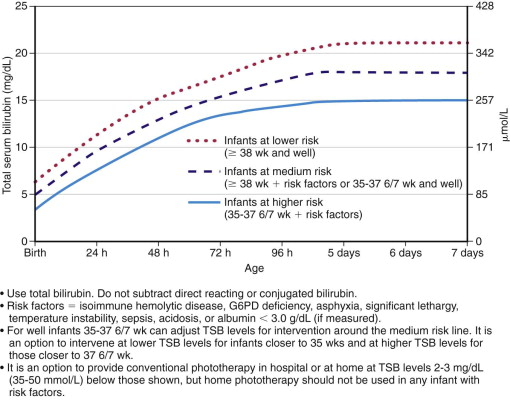 25
428
20
342
15
257
10
171
5
85
0
0
Total serum bilirubin (mg/dL)
μmol/L
Infants at lower risk
(≥ 38 wk and well)
Infants at medium risk
(≥ 38 wk + risk factors or 35-37 6/7 wk and well)
Infants at higher risk
(35-37 6/7 wk + risk factors)
Birth 24 h 48 h 72 h 96 h 5 days 6 days 7 days
Age
• Use total bilirubin. Do not subtract direct reacting or conjugated bilirubin.
• Risk factors = isoimmune hemolytic disease, G6PD deficiency, asphyxia, significant lethargy,
temperature instability, sepsis, acidosis, or albumin < 3.0 g/dL (if measured).
• For well infants 35-37 6/7 wk can adjust TSB levels for intervention around the medium risk line. It is
an option to intervene at lower TSB levels for infants closer to 35 wks and at higher TSB levels for
those closer to 37 6/7 wk.
• It is an option to provide conventional phototherapy in hospital or at home at TSB levels 2-3 mg/dL
(35-50 mmol/L) below those shown, but home phototherapy should not be used in any infant with
risk factors.